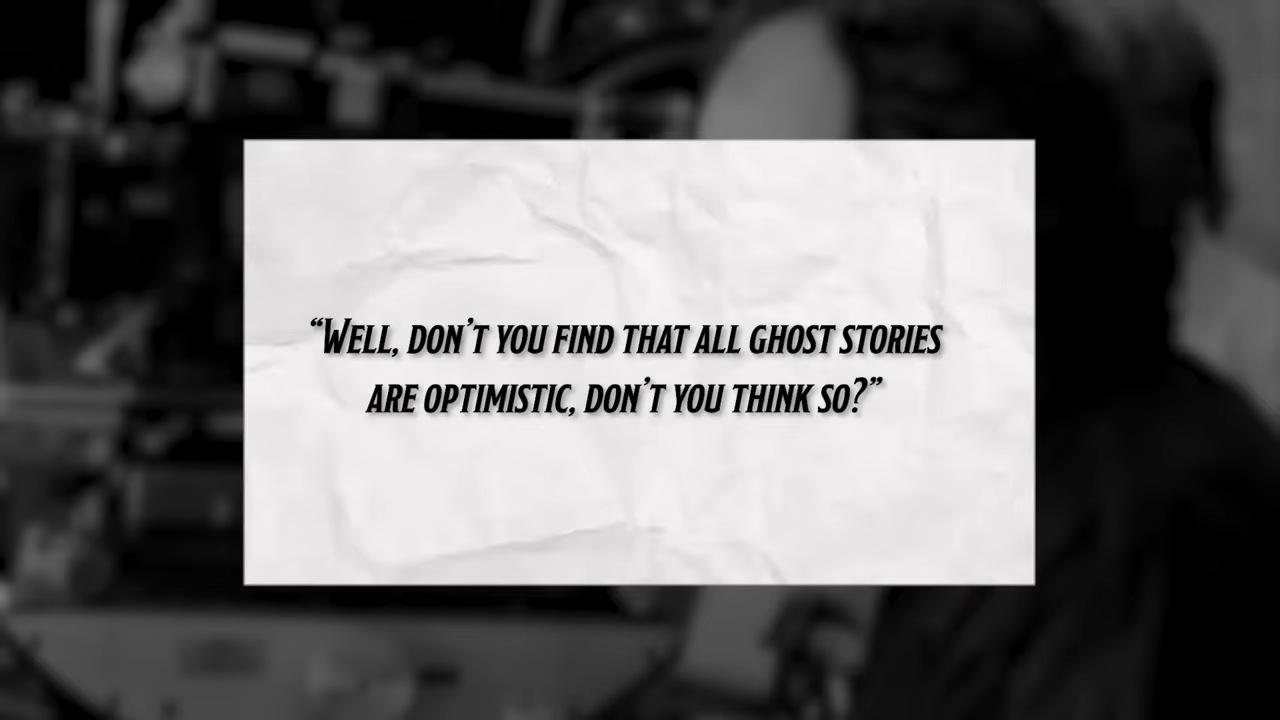 “Well, don’t you find that all ghost stories
are optimistic, don’t you think so?”